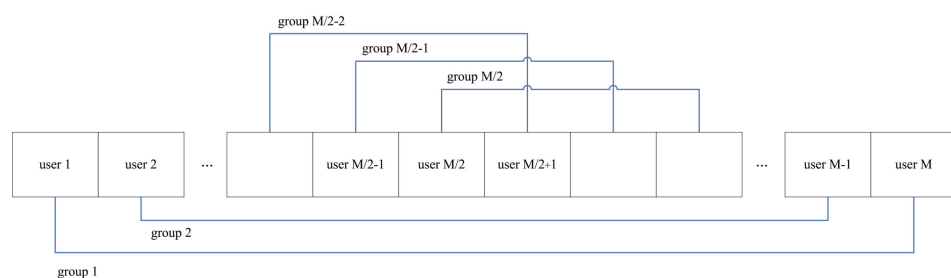 group M/2-2
group M/2-1
group M/2
user 1 user 2 ... user M/2-1 user M/2 user M/2+1 ... user M-1 user M
group 2
group 1